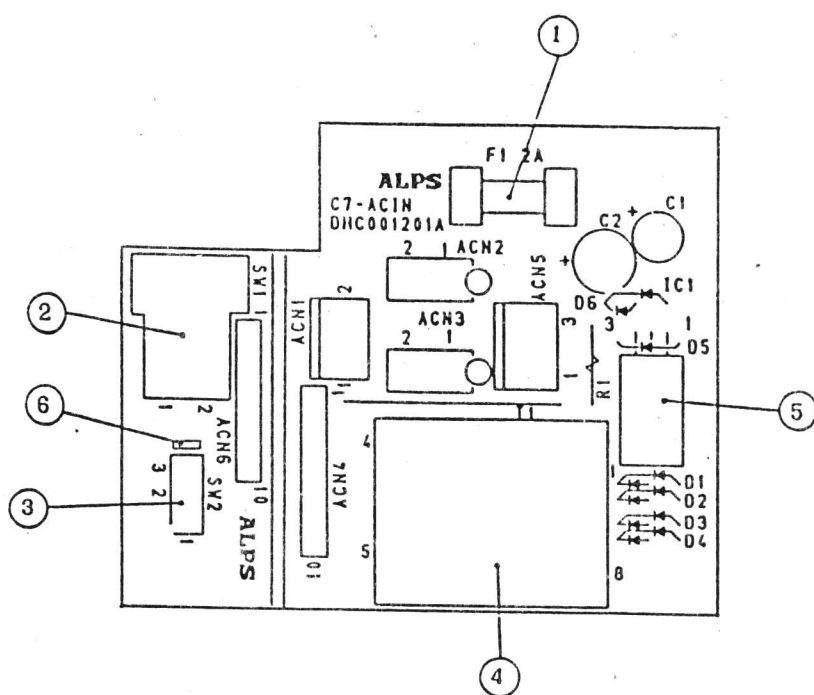 1
F1 2A
ALPS
C7-ACIN
DHC001201A
C1
+
C2
+
2 1 ACN2
ACN5
SW1
1
IC1
D6
3
2
ACN1
2
1
ACN3
2 1
3
1
R1
1
D5
1 2
ACN6
5
6
4
1
3
2
SW2
1
3
10
ACN4
10
ALPS
1
D1
D2
D3
D4
5
8
4